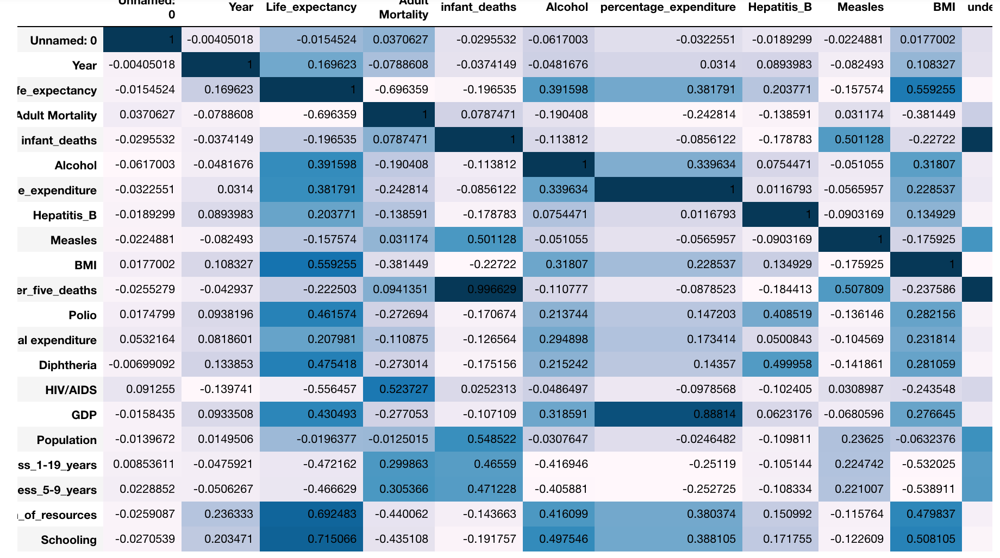 Unnamed: 0 Year Life_expectancy Adult Mortality infant_deaths Alcohol percentage_expenditure Hepatitis_B Measles BMI unde
Unnamed: 0 1 -0.00405018 -0.0154524 0.0370627 -0.0295532 -0.0617003 -0.0322551 -0.0189299 -0.0224881 0.0177002
Year -0.00405018 1 0.169623 -0.0788608 -0.0374149 -0.0481676 0.0314 0.0893983 -0.082493 0.108327
fe_expectancy -0.0154524 0.169623 1 -0.696359 -0.196535 0.391598 0.381791 0.203771 -0.157574 0.559255
Adult Mortality 0.0370627 -0.0788608 -0.696359 1 0.0787471 -0.190408 -0.242814 -0.138591 0.031174 -0.381449
infant_deaths -0.0295532 -0.0374149 -0.196535 0.0787471 1 -0.113812 -0.0856122 -0.178783 0.501128 -0.22722
Alcohol -0.0617003 -0.0481676 0.391598 -0.190408 -0.113812 1 0.339634 0.0754471 -0.051055 0.31807
e_expenditure -0.0322551 0.0314 0.381791 -0.242814 -0.0856122 0.339634 1 0.0116793 -0.0565957 0.228537
Hepatitis_B -0.0189299 0.0893983 0.203771 -0.138591 -0.178783 0.0754471 0.0116793 1 -0.0903169 0.134929
Measles -0.0224881 -0.082493 -0.157574 0.031174 0.501128 -0.051055 -0.0565957 -0.0903169 1 -0.175925
BMI 0.0177002 0.108327 0.559255 -0.381449 -0.22722 0.31807 0.228537 0.134929 -0.175925 1
er_five_deaths -0.0255279 -0.042937 -0.222503 0.0941351 0.996629 -0.110777 -0.0878523 -0.184413 0.507809 -0.237586
Polio 0.0174799 0.0938196 0.461574 -0.272694 -0.170674 0.213744 0.147203 0.408519 -0.136146 0.282156
al expenditure 0.0532164 0.0818601 0.207981 -0.110875 -0.126564 0.294898 0.173414 0.0500843 -0.104569 0.231814
Diphtheria -0.00699092 0.133853 0.475418 -0.273014 -0.175156 0.215242 0.14357 0.499958 -0.141861 0.281059
HIV/AIDS 0.091255 -0.139741 -0.556457 0.523727 0.0252313 -0.0486497 -0.0978568 -0.102405 0.0308987 -0.243548
GDP -0.0158435 0.0933508 0.430493 -0.277053 -0.107109 0.318591 0.88814 0.0623176 -0.0680596 0.276645
Population -0.0139672 0.0149506 -0.0196377 -0.0125015 0.548522 -0.0307647 -0.0246482 -0.109811 0.23625 -0.0632376
ss_1-19_years 0.00853611 -0.0475921 -0.472162 0.299863 0.46559 -0.416946 -0.25119 -0.105144 0.224742 -0.532025
ess_5-9_years 0.0228852 -0.0506267 -0.466629 0.305366 0.471228 -0.405881 -0.252725 -0.108334 0.221007 -0.538911
_of_resources -0.0259087 0.236333 0.692483 -0.440062 -0.143663 0.416099 0.380374 0.150992 -0.115764 0.479837
Schooling -0.0270539 0.203471 0.715066 -0.435108 -0.191757 0.497546 0.388105 0.171755 -0.122609 0.508105